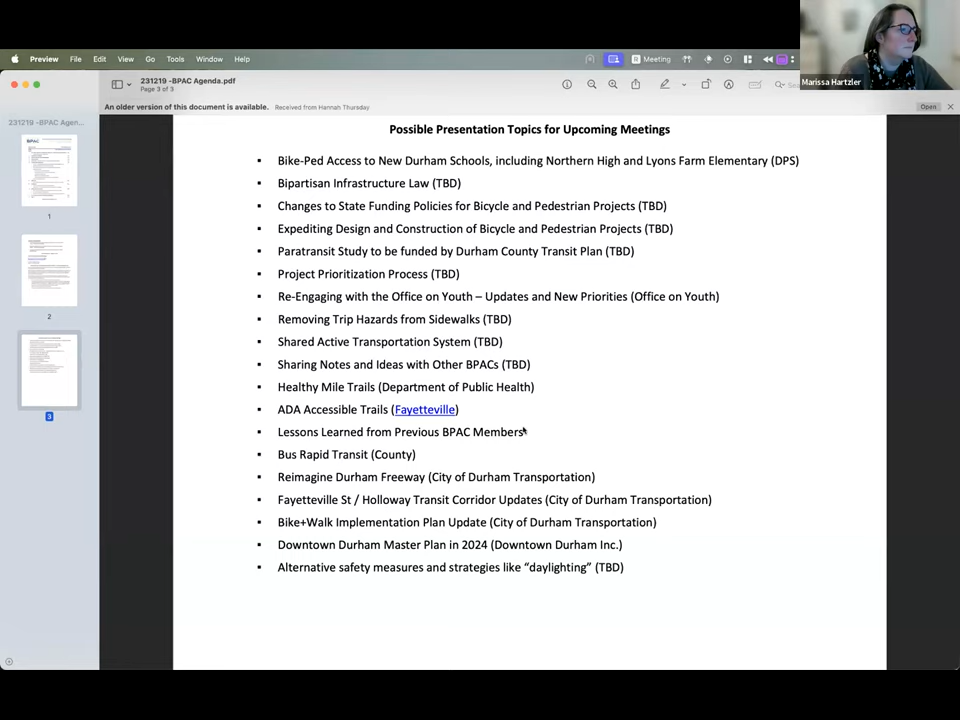 Preview File Edit View Go Tools Window Help
Meeting
Marissa Hartzler
231219 -BPAC Agenda.pdf
Page 3 of 3
An older version of this document is available. Received from Hannah Thursday
Open
231219 -BPAC Agen...
1
2
3
Possible Presentation Topics for Upcoming Meetings
▪ Bike-Ped Access to New Durham Schools, including Northern High and Lyons Farm Elementary (DPS)
▪ Bipartisan Infrastructure Law (TBD)
▪ Changes to State Funding Policies for Bicycle and Pedestrian Projects (TBD)
▪ Expediting Design and Construction of Bicycle and Pedestrian Projects (TBD)
▪ Paratransit Study to be funded by Durham County Transit Plan (TBD)
▪ Project Prioritization Process (TBD)
▪ Re-Engaging with the Office on Youth – Updates and New Priorities (Office on Youth)
▪ Removing Trip Hazards from Sidewalks (TBD)
▪ Shared Active Transportation System (TBD)
▪ Sharing Notes and Ideas with Other BPACs (TBD)
▪ Healthy Mile Trails (Department of Public Health)
▪ ADA Accessible Trails (Fayetteville)
▪ Lessons Learned from Previous BPAC Members
▪ Bus Rapid Transit (County)
▪ Reimagine Durham Freeway (City of Durham Transportation)
▪ Fayetteville St / Holloway Transit Corridor Updates (City of Durham Transportation)
▪ Bike+Walk Implementation Plan Update (City of Durham Transportation)
▪ Downtown Durham Master Plan in 2024 (Downtown Durham Inc.)
▪ Alternative safety measures and strategies like “daylighting” (TBD)